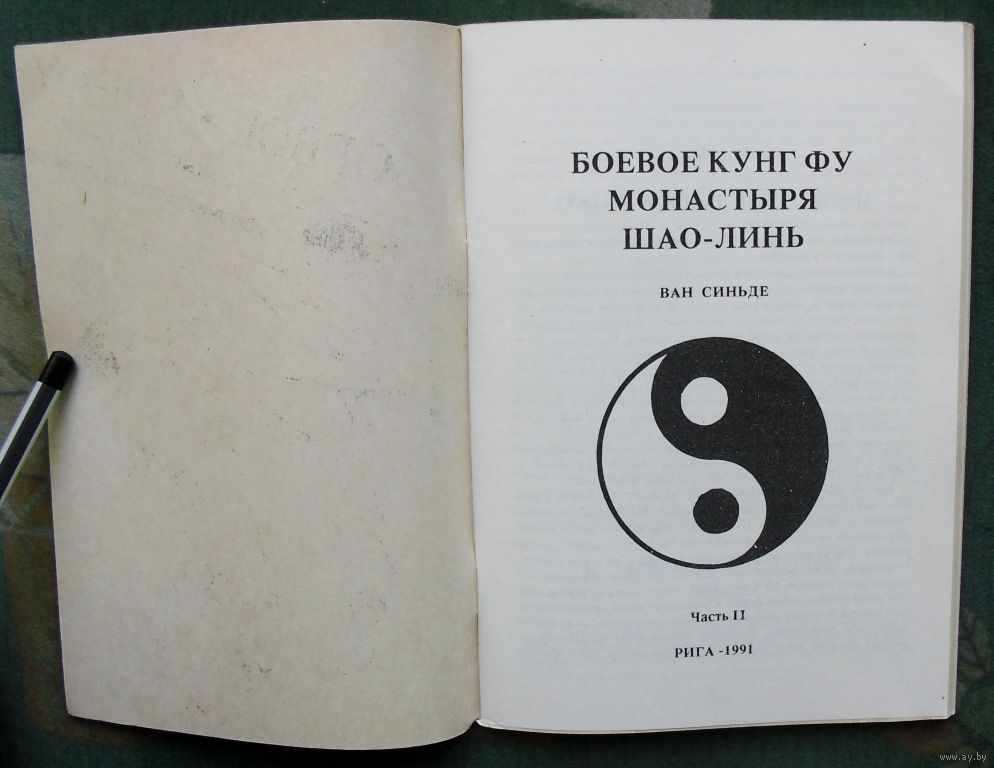 БОЕВОЕ КУНГ ФУ
МОНАСТЫРЯ
ШАО-ЛИНЬ
ВАН СИНЬДЕ
Часть II
РИГА -1991
www.ay.by